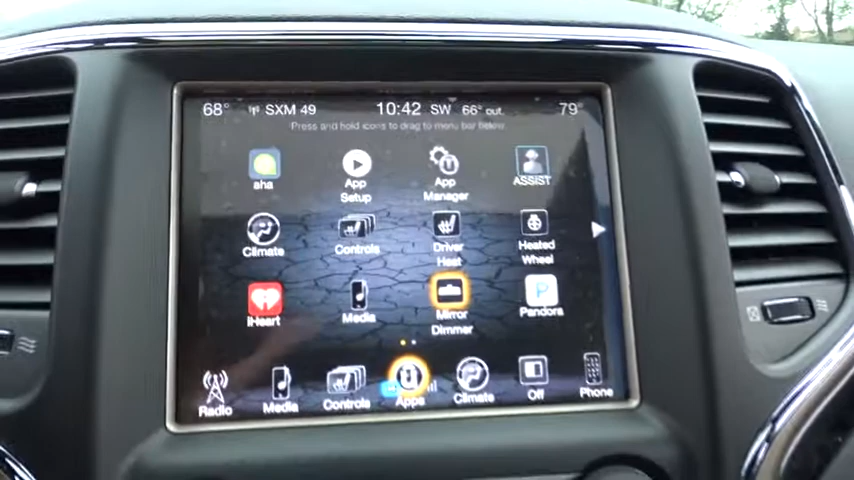 68° SXM 49 10:42 SW 66° out. 79°
Press and hold icons to drag to menu bar below.
aha App Setup App Manager ASSIST
Climate Controls Driver Heat Heated Wheel
iHeart Media Mirror Dimmer Pandora
Radio Media Controls Apps Climate Off Phone